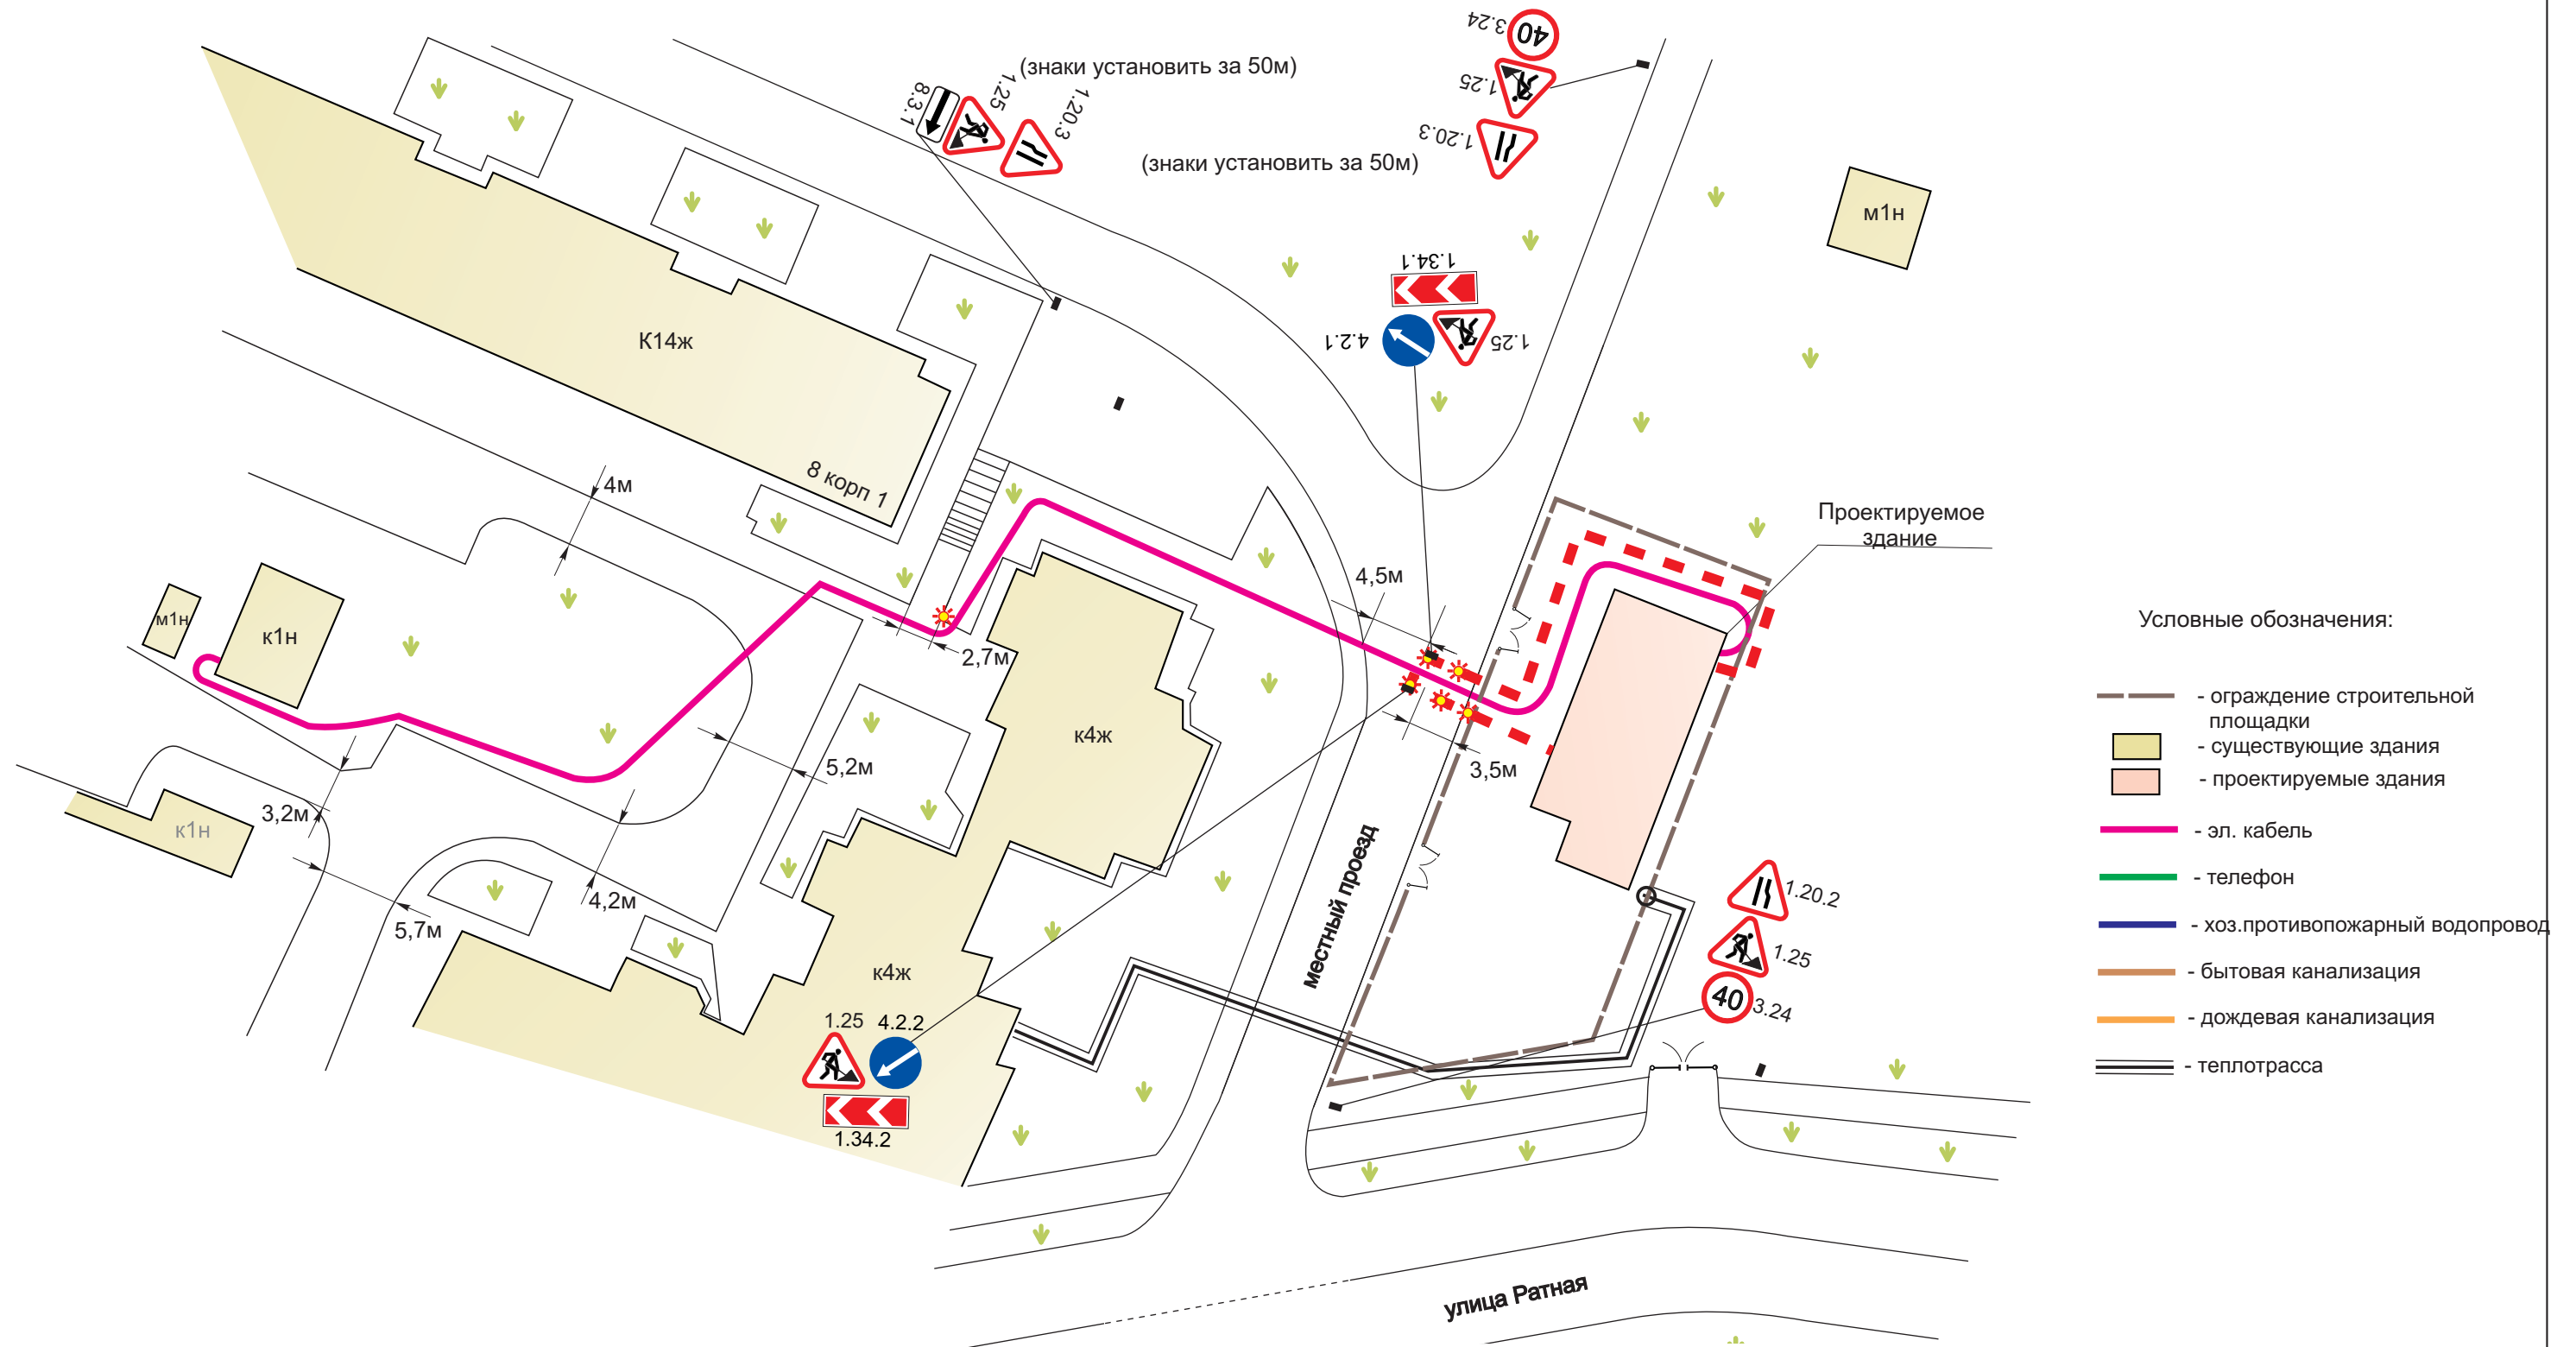 3.24
40
(знаки установить за 50м)
8.3.1
1.25
1.20.3
1.25
(знаки установить за 50м)
1.20.3
м1н
1.34.1
4.2.1
1.25
К14ж
8 корп 1
4м
Проектируемое
здание
4,5м
м1н
к1н
2,7м
Условные обозначения:
- ограждение строительной
площадки
- существующие здания
- проектируемые здания
- эл. кабель
- телефон
- хоз.противопожарный водопровод
- бытовая канализация
- дождевая канализация
- теплотрасса
к4ж
5,2м
3,5м
3,2м
к1н
4,2м
5,7м
местный проезд
1.20.2
1.25
40
3.24
к4ж
1.25
4.2.2
1.34.2
улица Ратная